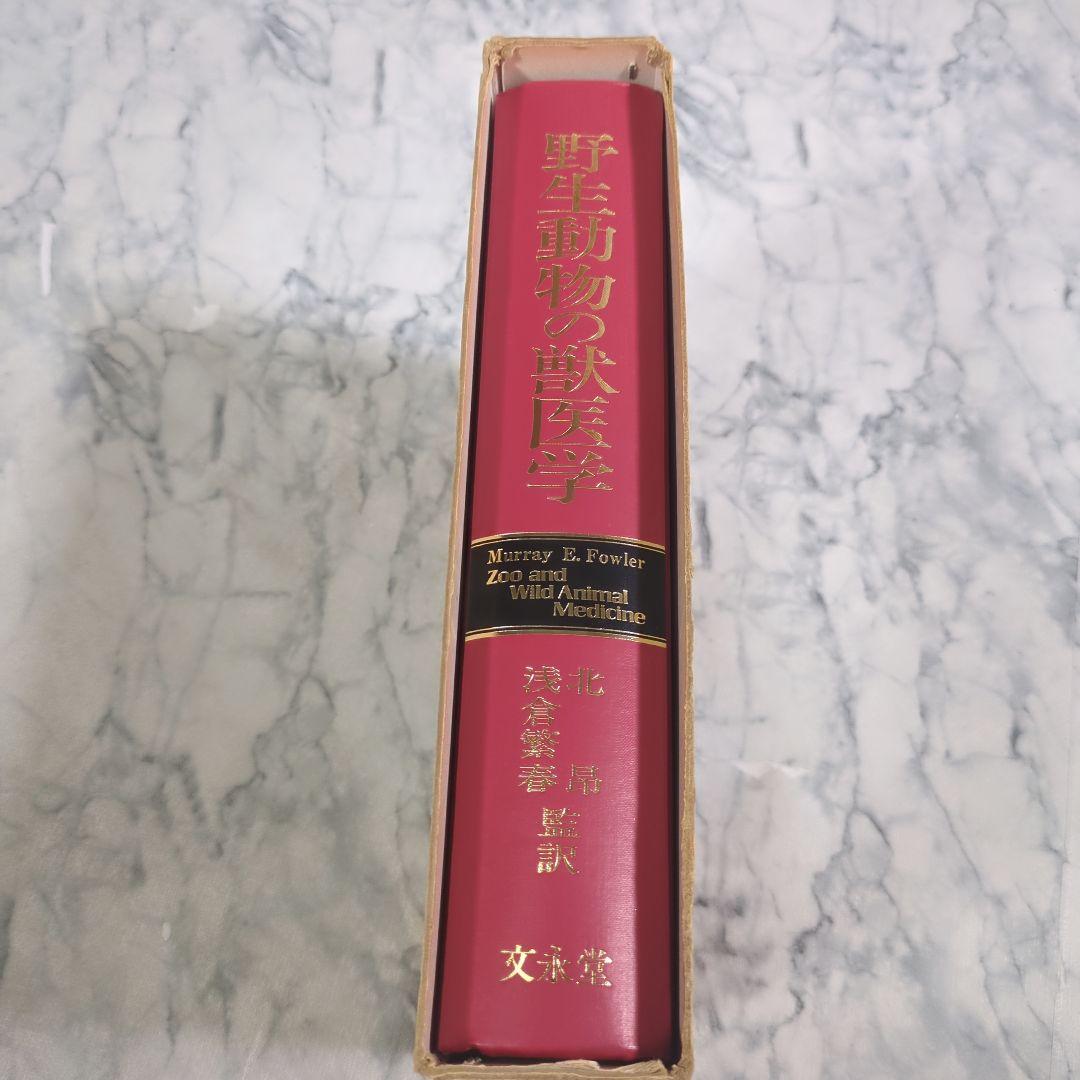 野生動物の獣医学
Murray E. Fowler
Zoo and
Wild Animal
Medicine
北 昂
浅倉繁春
監訳
文永堂